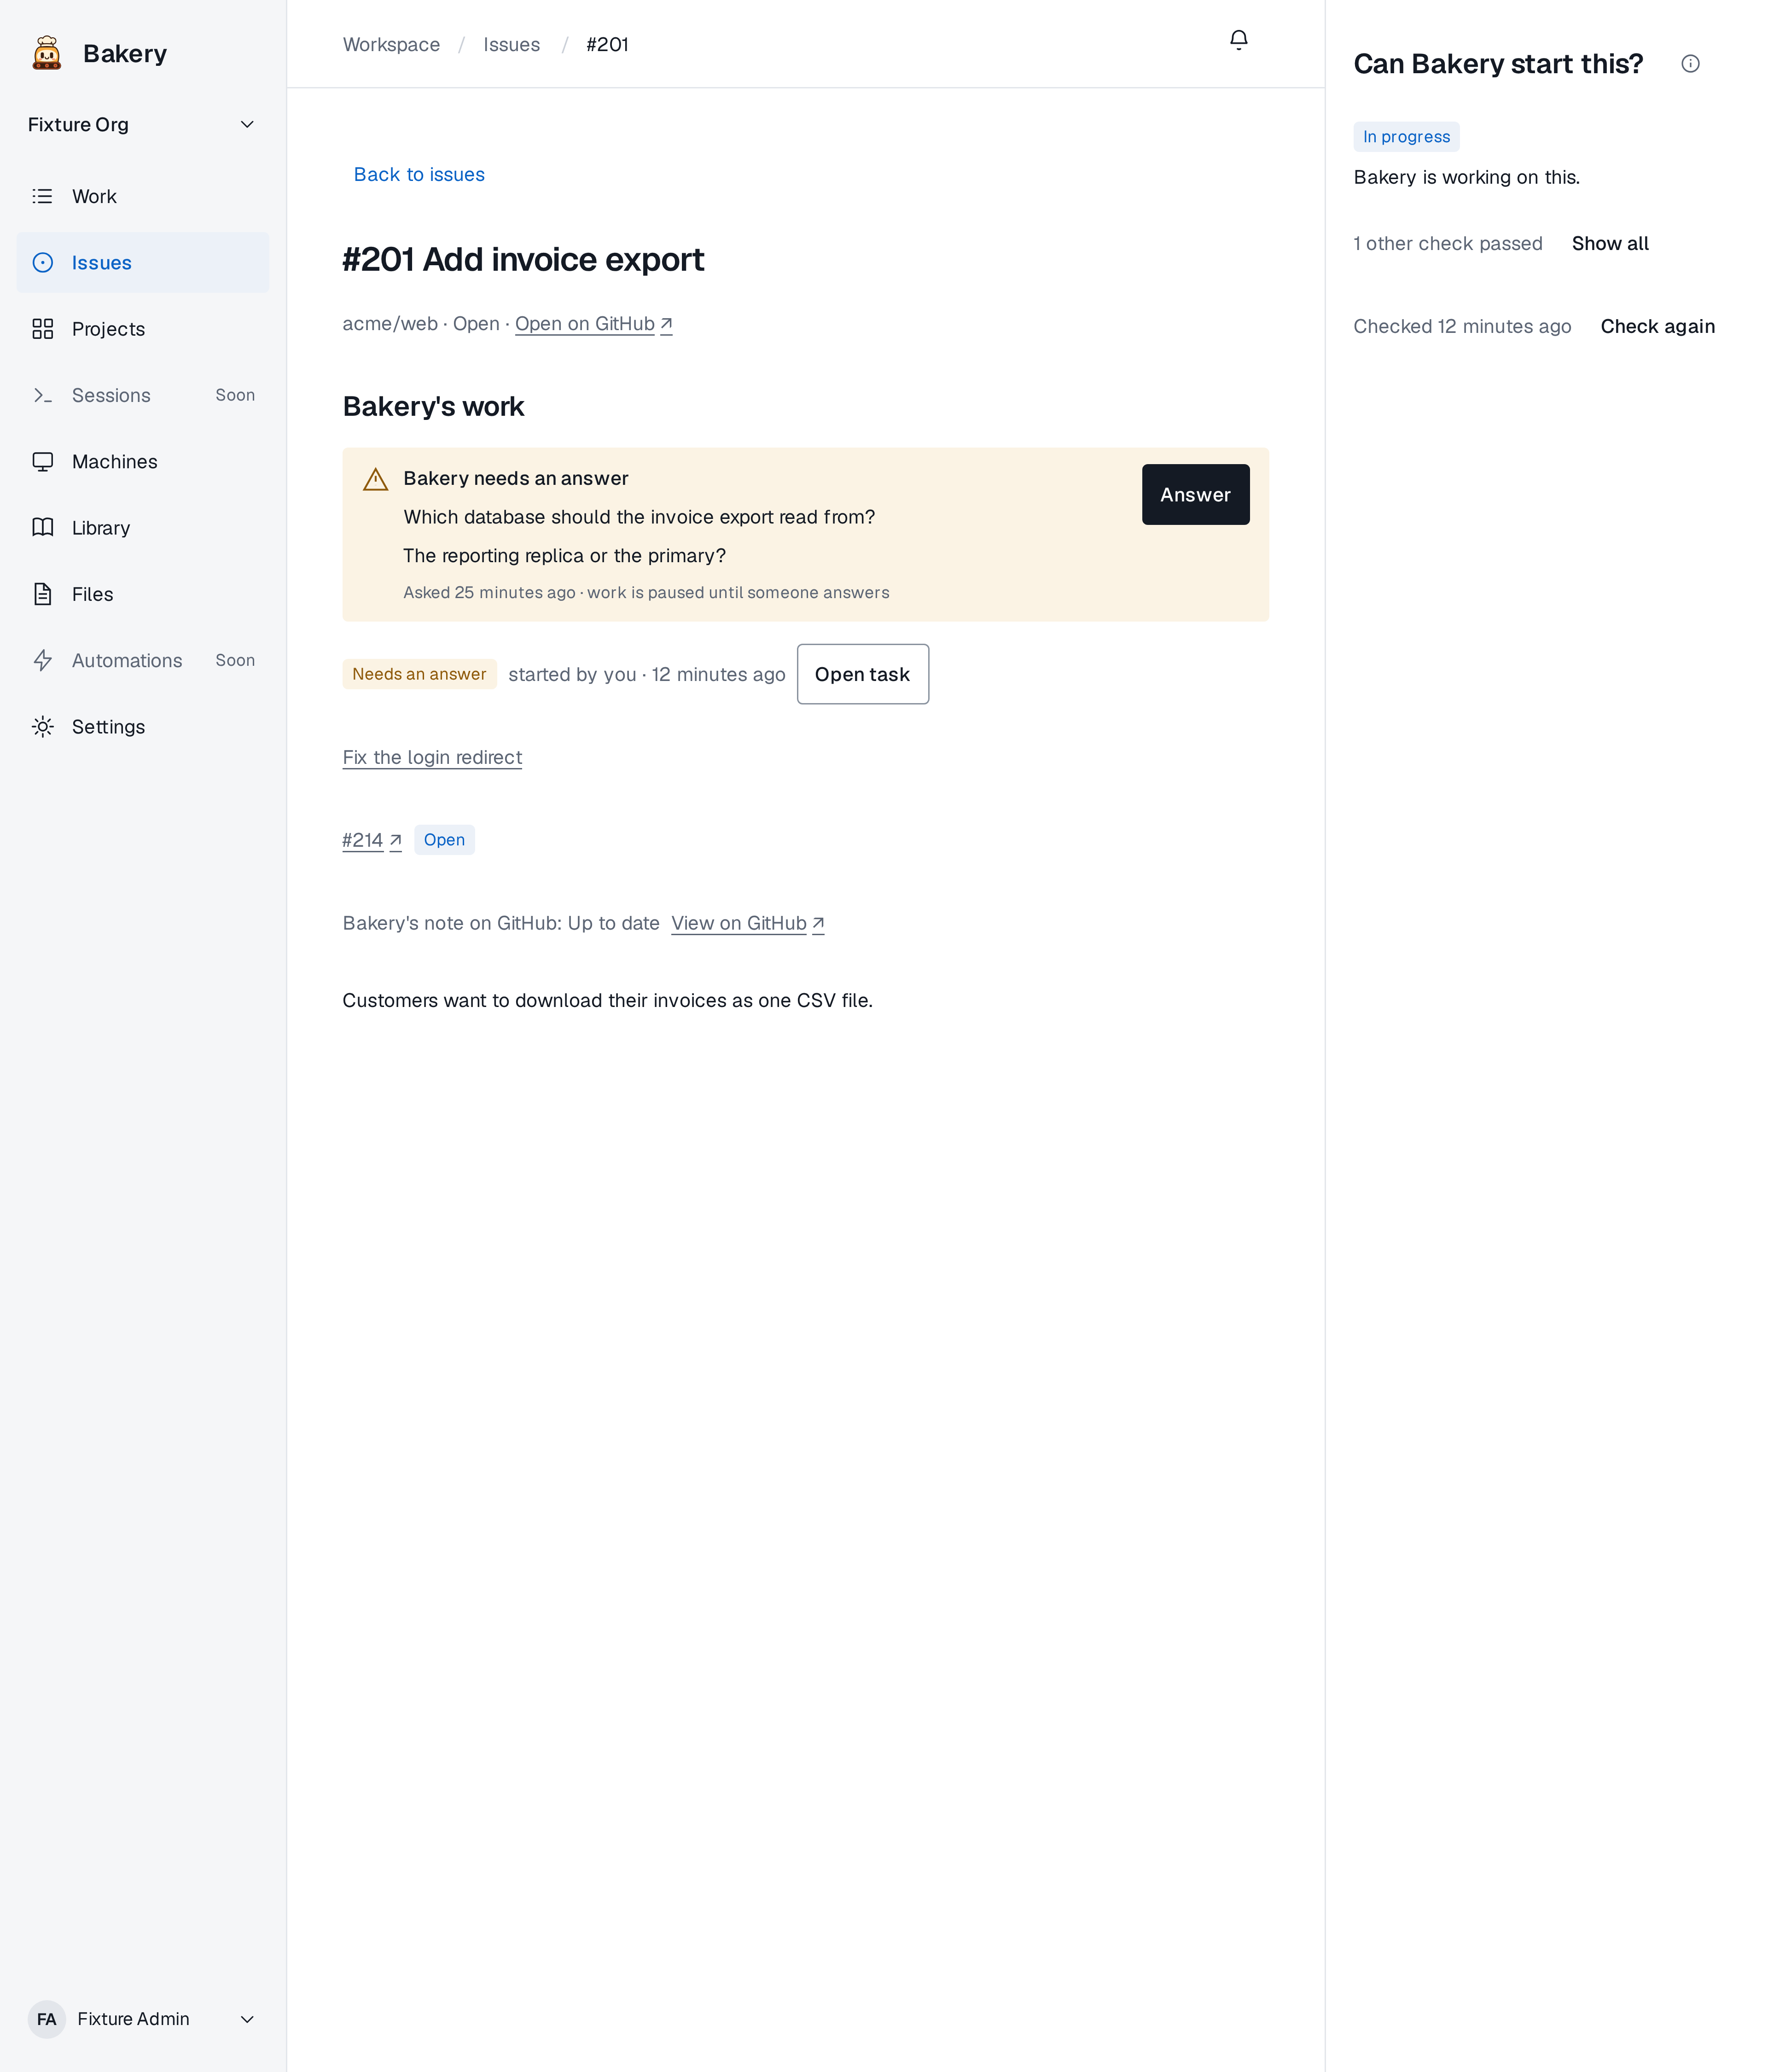 Bakery
Fixture Org
Work
Issues
Projects
Sessions Soon
Machines
Library
Files
Automations Soon
Settings
FA Fixture Admin
Workspace / Issues / #201
Back to issues
#201 Add invoice export
acme/web · Open · Open on GitHub
Bakery's work
Bakery needs an answer
Which database should the invoice export read from?
The reporting replica or the primary?
Asked 25 minutes ago · work is paused until someone answers
Answer
Needs an answer started by you · 12 minutes ago Open task
Fix the login redirect
#214 Open
Bakery's note on GitHub: Up to date View on GitHub
Customers want to download their invoices as one CSV file.
Can Bakery start this?
In progress
Bakery is working on this.
1 other check passed Show all
Checked 12 minutes ago Check again